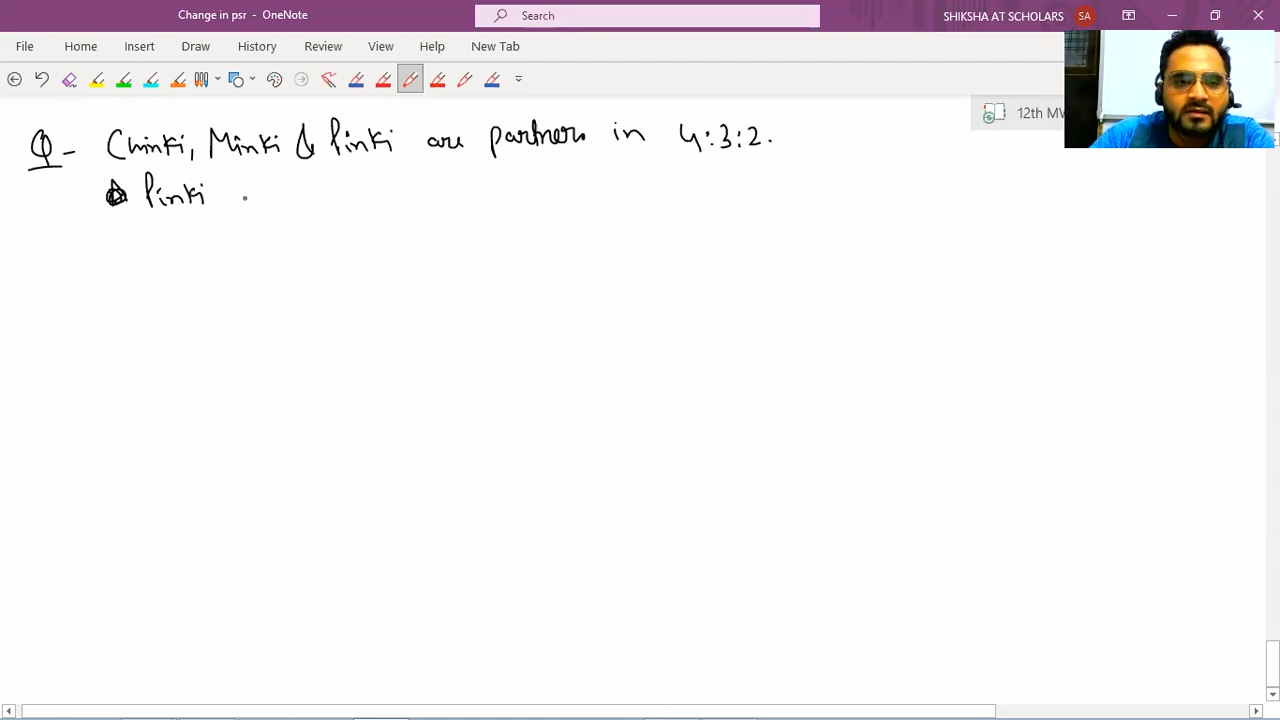 Change in psr - OneNote
Search
SHIKSHA AT SCHOLARS
SA
File Home Insert Draw History Review View Help New Tab
12th MW
Q- Chinki, Minki & Pinki are partners in 4:3:2.
Pinki